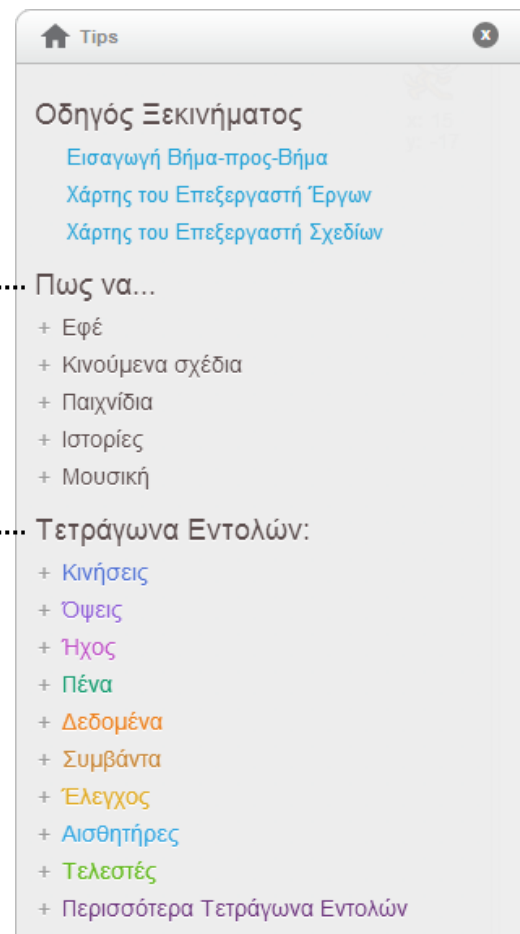 Tips
x
Οδηγός Ξεκινήματος
Εισαγωγή Βήμα-προς-Βήμα
Χάρτης του Επεξεργαστή Έργων
Χάρτης του Επεξεργαστή Σχεδίων
Πως να...
+ Εφέ
+ Κινούμενα σχέδια
+ Παιχνίδια
+ Ιστορίες
+ Μουσική
Τετράγωνα Εντολών:
+ Κινήσεις
+ Όψεις
+ Ήχος
+ Πένα
+ Δεδομένα
+ Συμβάντα
+ Έλεγχος
+ Αισθητήρες
+ Τελεστές
+ Περισσότερα Τετράγωνα Εντολών